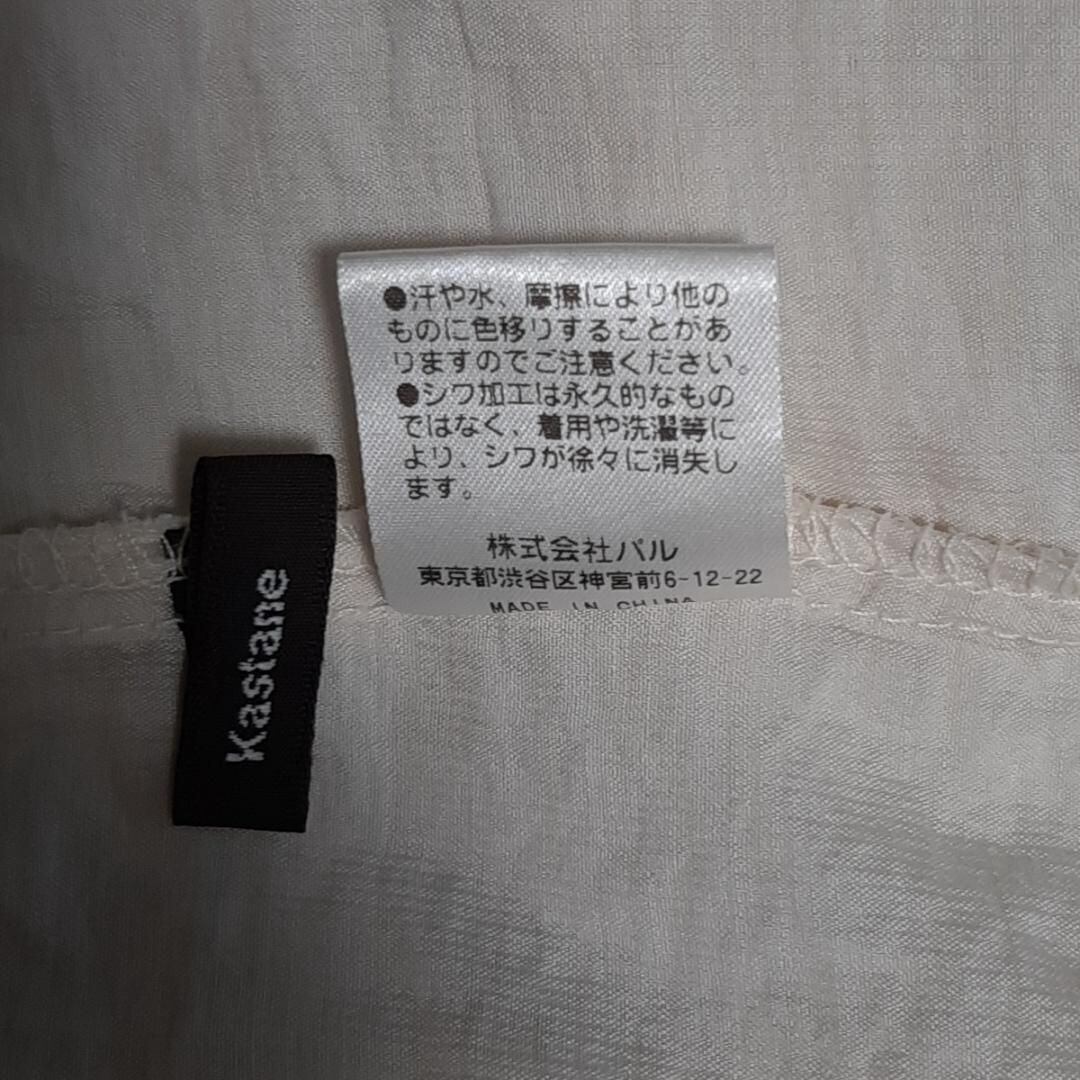 ●汗や水、摩擦により他の
ものに色移りすることがあ
りますのでご注意ください。
●シワ加工は永久的なもの
ではなく、着用や洗濯等に
より、シワが徐々に消失し
ます。
株式会社パル
東京都渋谷区神宮前6-12-22
MADE IN CHINA
Kastane